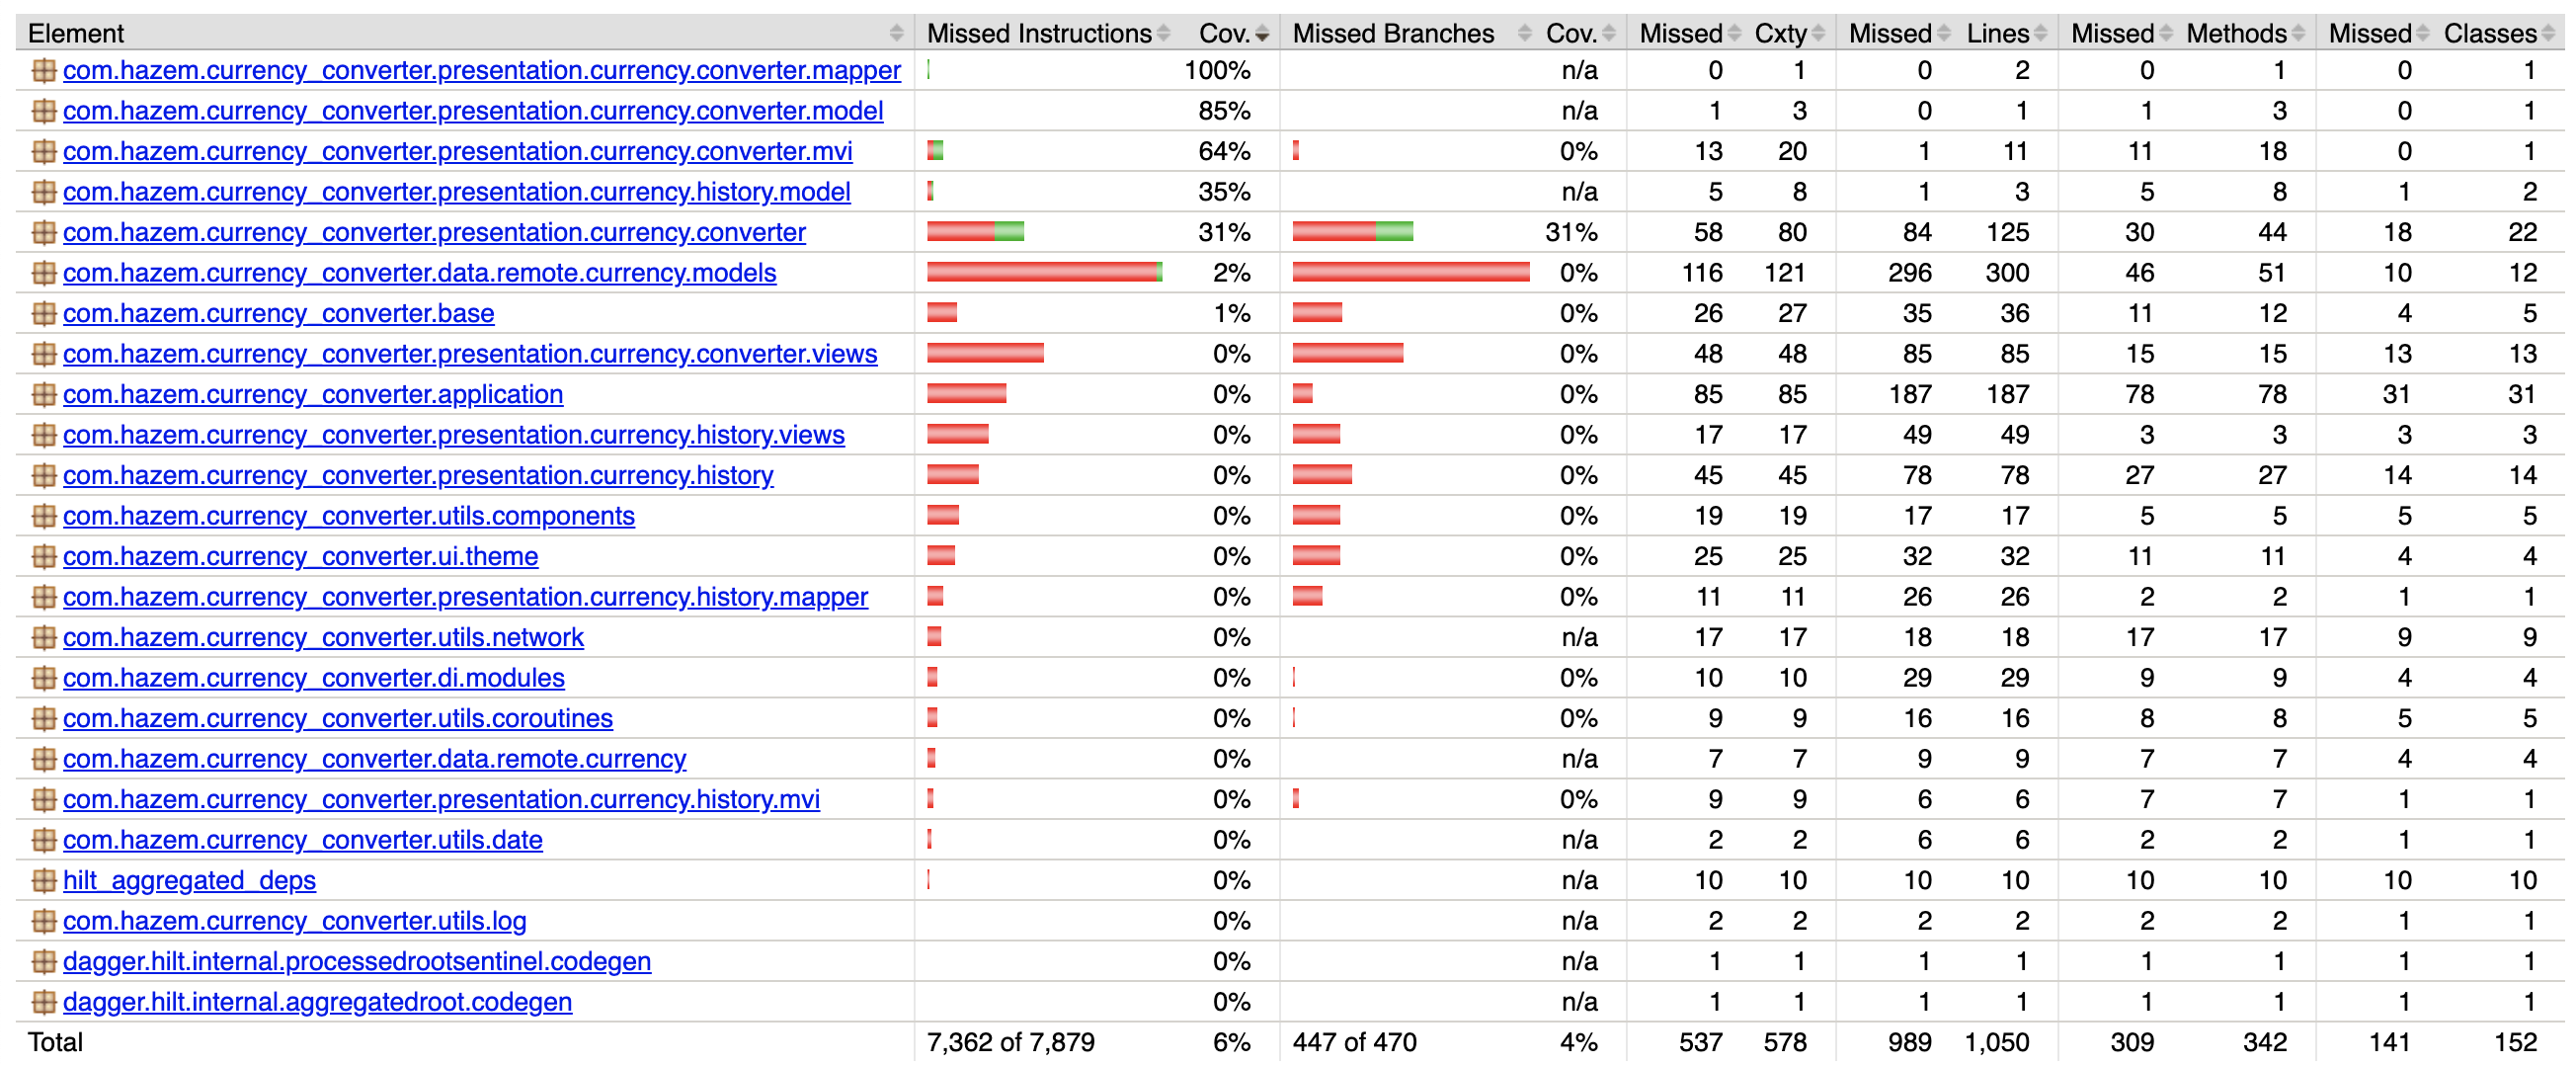 Element Missed Instructions Cov. Missed Branches Cov. Missed Cxty Missed Lines Missed Methods Missed Classes
com.hazem.currency_converter.presentation.currency.converter.mapper 100% n/a 0 1 0 2 0 1 0 1
com.hazem.currency_converter.presentation.currency.converter.model 85% n/a 1 3 0 1 1 3 0 1
com.hazem.currency_converter.presentation.currency.converter.mvi 64% 0% 13 20 1 11 11 18 0 1
com.hazem.currency_converter.presentation.currency.history.model 35% n/a 5 8 1 3 5 8 1 2
com.hazem.currency_converter.presentation.currency.converter 31% 31% 58 80 84 125 30 44 18 22
com.hazem.currency_converter.data.remote.currency.models 2% 0% 116 121 296 300 46 51 10 12
com.hazem.currency_converter.base 1% 0% 26 27 35 36 11 12 4 5
com.hazem.currency_converter.presentation.currency.converter.views 0% 0% 48 48 85 85 15 15 13 13
com.hazem.currency_converter.application 0% 0% 85 85 187 187 78 78 31 31
com.hazem.currency_converter.presentation.currency.history.views 0% 0% 17 17 49 49 3 3 3 3
com.hazem.currency_converter.presentation.currency.history 0% 0% 45 45 78 78 27 27 14 14
com.hazem.currency_converter.utils.components 0% 0% 19 19 17 17 5 5 5 5
com.hazem.currency_converter.ui.theme 0% 0% 25 25 32 32 11 11 4 4
com.hazem.currency_converter.presentation.currency.history.mapper 0% 0% 11 11 26 26 2 2 1 1
com.hazem.currency_converter.utils.network 0% n/a 17 17 18 18 17 17 9 9
com.hazem.currency_converter.di.modules 0% 0% 10 10 29 29 9 9 4 4
com.hazem.currency_converter.utils.coroutines 0% 0% 9 9 16 16 8 8 5 5
com.hazem.currency_converter.data.remote.currency 0% n/a 7 7 9 9 7 7 4 4
com.hazem.currency_converter.presentation.currency.history.mvi 0% 0% 9 9 6 6 7 7 1 1
com.hazem.currency_converter.utils.date 0% n/a 2 2 6 6 2 2 1 1
hilt_aggregated_deps 0% n/a 10 10 10 10 10 10 10 10
com.hazem.currency_converter.utils.log 0% n/a 2 2 2 2 2 2 1 1
dagger.hilt.internal.processedrootsentinel.codegen 0% n/a 1 1 1 1 1 1 1 1
dagger.hilt.internal.aggregatedroot.codegen 0% n/a 1 1 1 1 1 1 1 1
Total 7,362 of 7,879 6% 447 of 470 4% 537 578 989 1,050 309 342 141 152